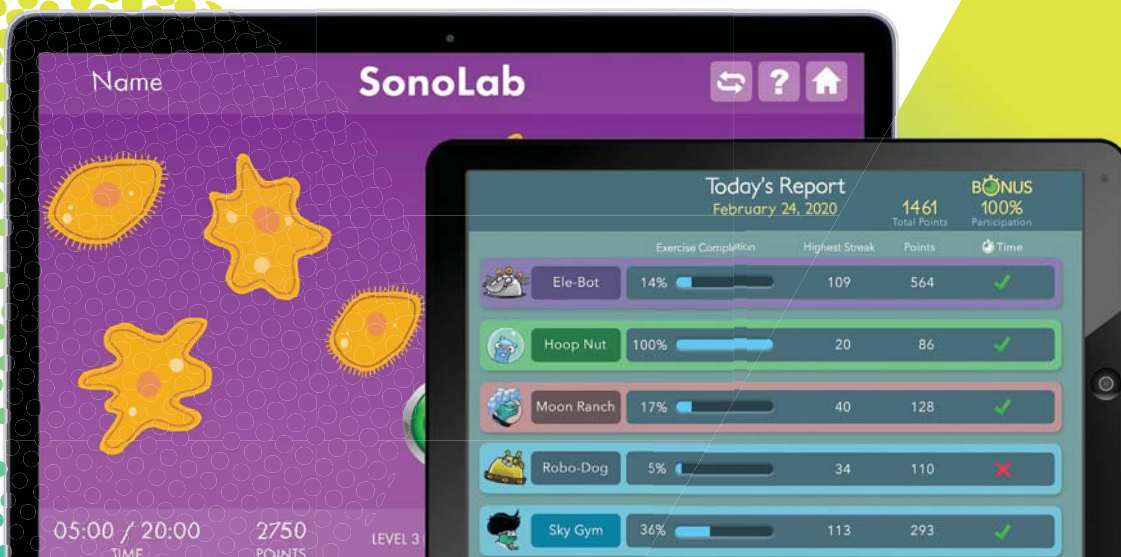 Name
SonoLab
?
05:00 / 20:00
TIME
2750
POINTS
LEVEL 3
Today's Report
February 24, 2020
1461
Total Points
BONUS
100%
Participation
Exercise Completion Highest Streak Points Time
Ele-Bot 14% 109 564
Hoop Nut 100% 20 86
Moon Ranch 17% 40 128
Robo-Dog 5% 34 110
Sky Gym 36% 113 293